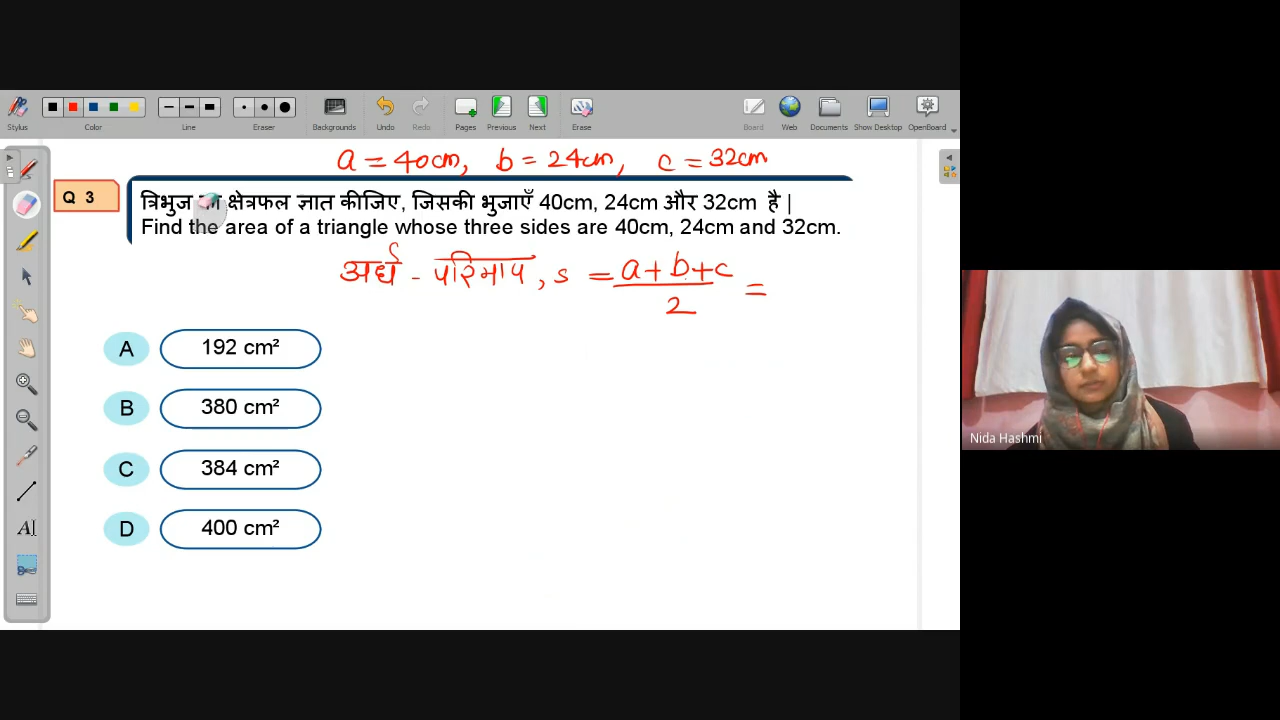 Stylus Color Line Eraser Backgrounds Undo Redo Pages Previous Next Erase Board Web Documents Show Desktop OpenBoard
a = 40cm, b = 24cm, c = 32cm
Q 3
त्रिभुज का क्षेत्रफल ज्ञात कीजिए, जिसकी भुजाएँ 40cm, 24cm और 32cm है |
Find the area of a triangle whose three sides are 40cm, 24cm and 32cm.
अर्ध - परिमाप, s = a+b+c / 2 =
A 192 cm²
B 380 cm²
C 384 cm²
D 400 cm²
Nida Hashmi